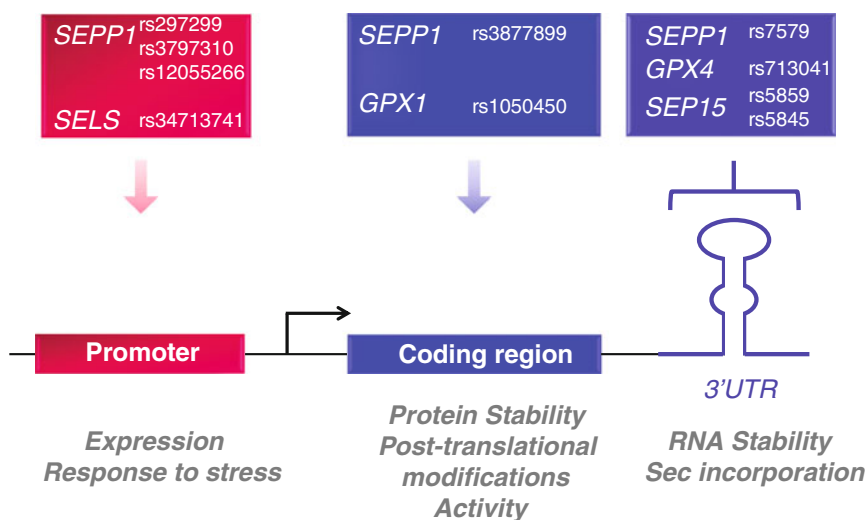 SEPP1 rs297299
rs3797310
rs12055266
SELS rs34713741
SEPP1 rs3877899
GPX1 rs1050450
SEPP1 rs7579
GPX4 rs713041
SEP15 rs5859
rs5845
Promoter
Coding region
3'UTR
Expression
Response to stress
Protein Stability
Post-translational
modifications
Activity
RNA Stability
Sec incorporation